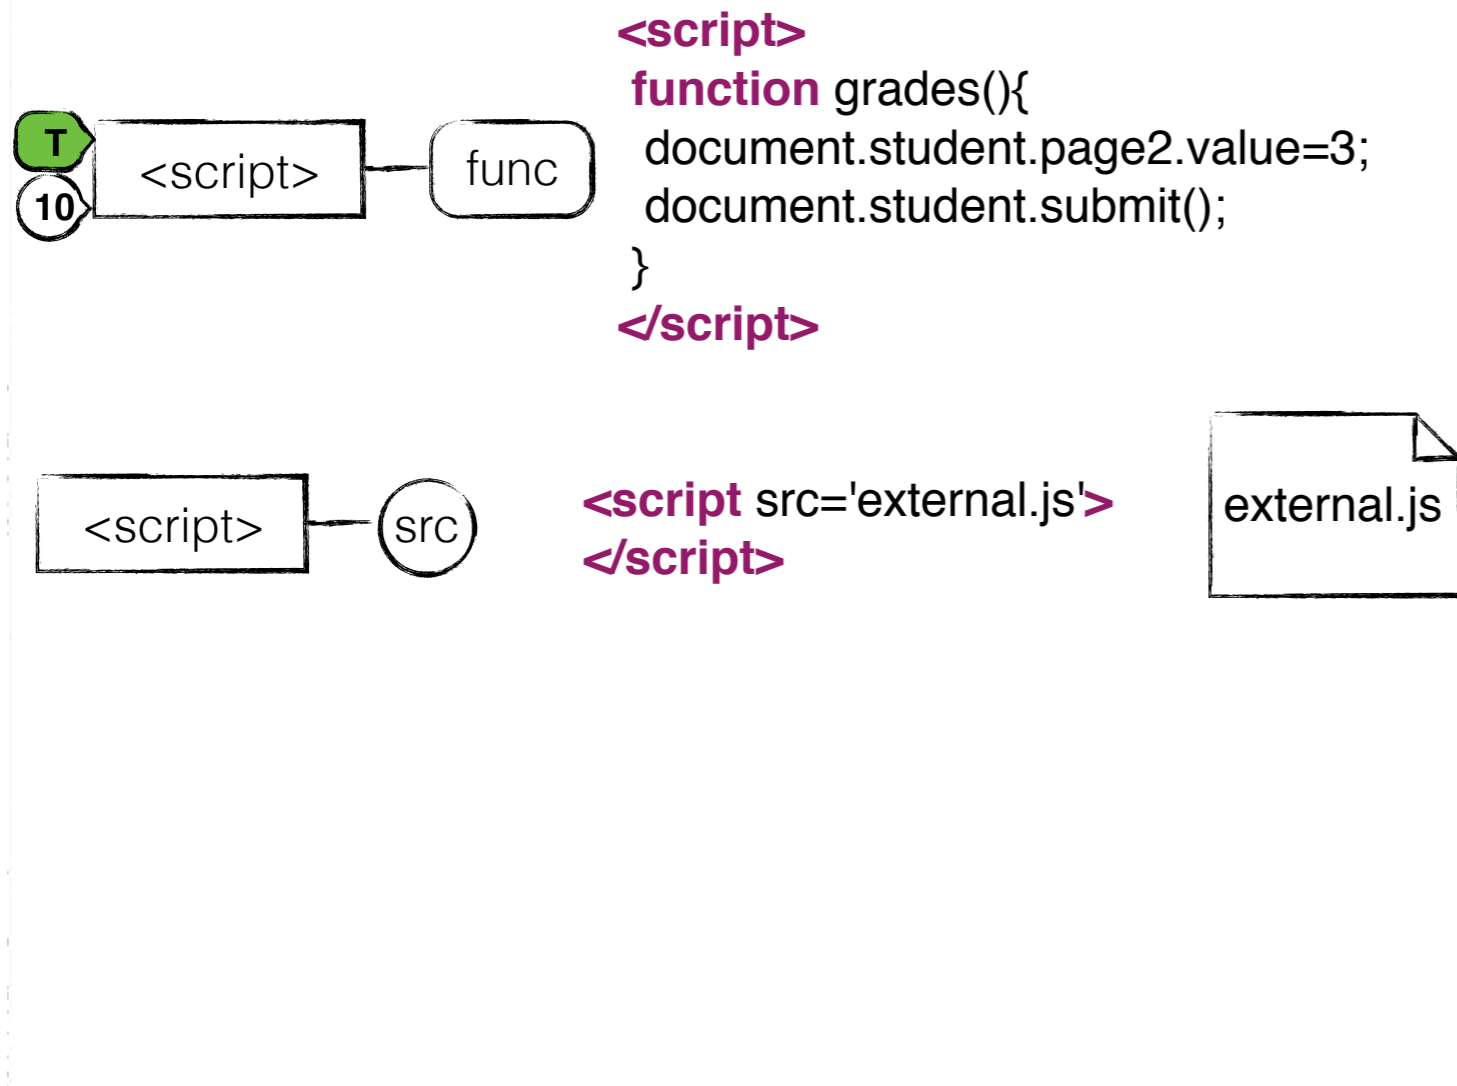 <script>
function grades(){
document.student.page2.value=3;
document.student.submit();
}
</script>
T
10
<script>
func
<script>
src
<script src='external.js'>
</script>
external.js